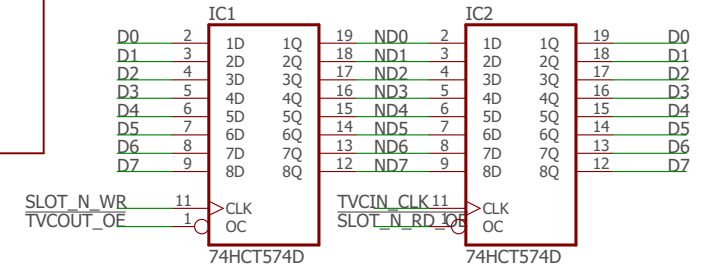 IC1 IC2
D0 2 1D 1Q 19 ND0 2 1D 1Q 19 D0
D1 3 2D 2Q 18 ND1 3 2D 2Q 18 D1
D2 4 3D 3Q 17 ND2 4 3D 3Q 17 D2
D3 5 4D 4Q 16 ND3 5 4D 4Q 16 D3
D4 6 5D 5Q 15 ND4 6 5D 5Q 15 D4
D5 7 6D 6Q 14 ND5 7 6D 6Q 14 D5
D6 8 7D 7Q 13 ND6 8 7D 7Q 13 D6
D7 9 8D 8Q 12 ND7 9 8D 8Q 12 D7
SLOT_N_WR 11 CLK TVCIN_CLK 11 CLK
TVCOUT_OE 1 OC SLOT_N_RD_OE 1 OC
74HCT574D 74HCT574D